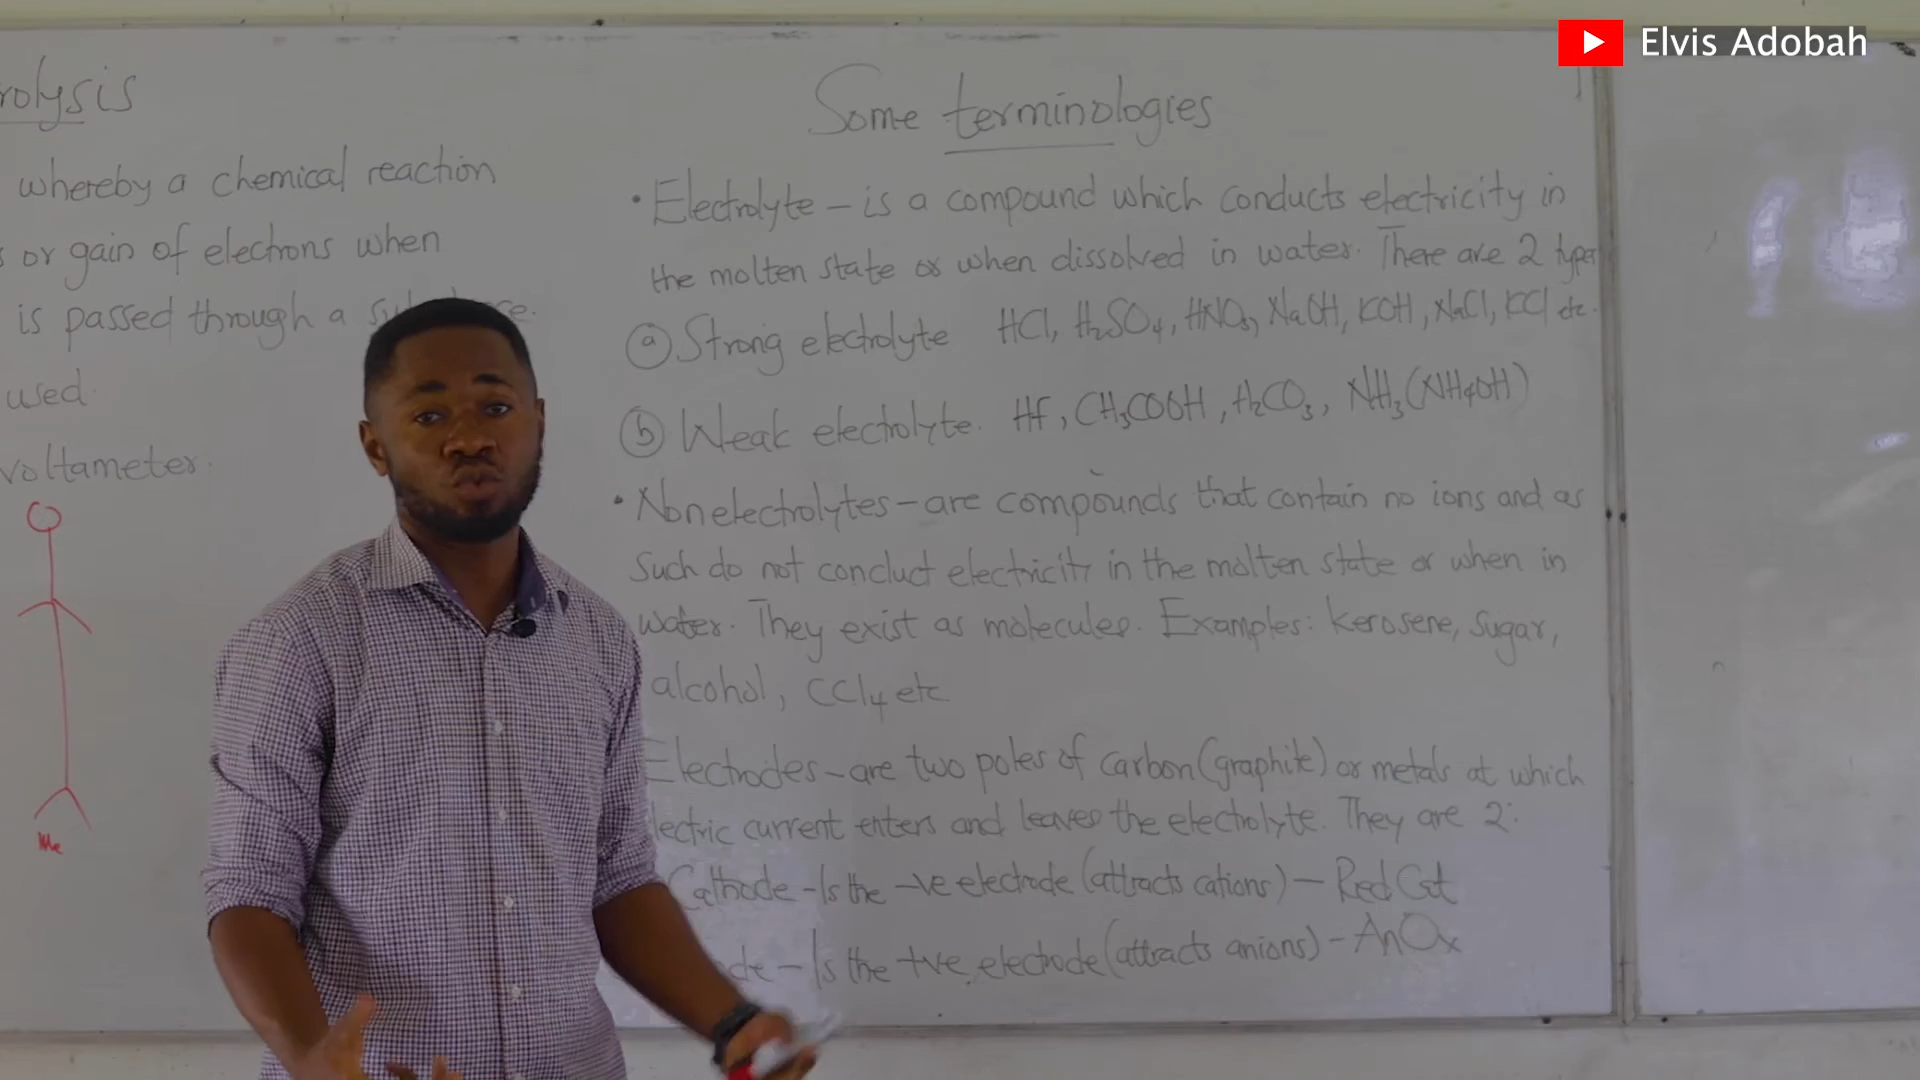 Elvis Adobah
rolysis
whereby a chemical reaction
s or gain of electrons when
is passed through a
used.
voltameter.
Me
Some terminologies
• Electrolyte – is a compound which conducts electricity in
the molten state or when dissolved in water. There are 2 types
(a) Strong electrolyte HCl, H₂SO₄, HNO₃, NaOH, KOH, NaCl, KCl etc.
(b) Weak electrolyte. Hf, CH₃COOH, H₂CO₃, NH₃(NH₄OH)
• Nonelectrolytes – are compounds that contain no ions and as
such do not conduct electricity in the molten state or when in
water. They exist as molecules. Examples: Kerosene, sugar,
alcohol, CCl₄ etc
Electrodes – are two poles of carbon (graphite) or metals at which
lectric current enters and leaves the electrolyte. They are 2:
Cathode – Is the -ve electrode (attracts cations) – Red Cat
ode – Is the +ve electrode (attracts anions) – An Ox